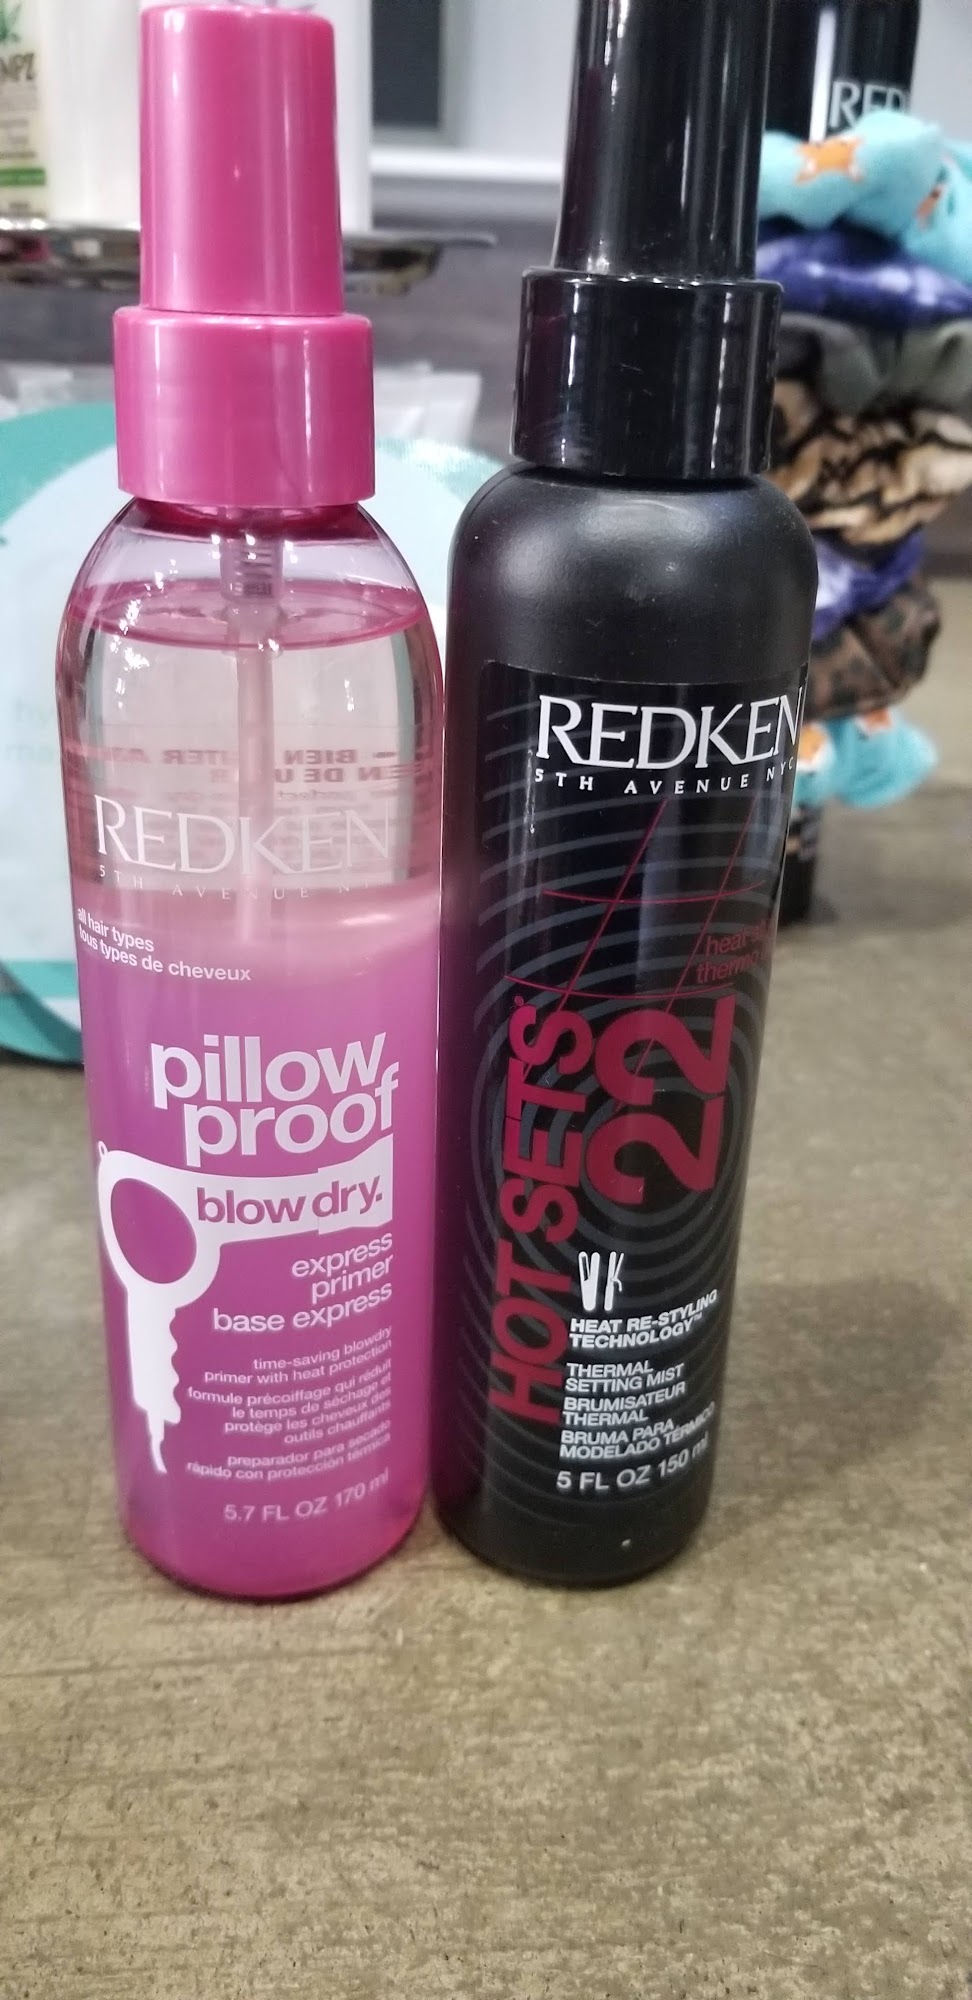 REDKEN
5TH AVENUE
all hair types
tous types de cheveux
pillow
proof
blow dry.
express
primer
base express
time-saving blowdry
primer with heat protection
formule précoiffage qui réduit
le temps de séchage et
protège les cheveux des
outils chauffants
preparador para secado
rápido con protección térmica
5.7 FL OZ 170 ml
REDKEN
5TH AVENUE NYC
thermo
HOT SETS
22
HEAT RE-STYLING
TECHNOLOGY™
THERMAL
SETTING MIST
BRUMISATEUR
THERMAL
BRUMA PARA
MODELADO TÉRMICO
5 FL OZ 150 ml